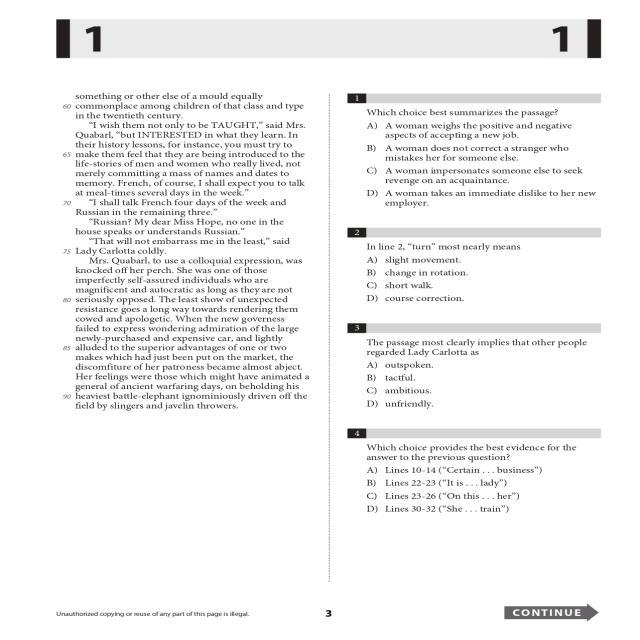 1
1
something or other else of a mould equally
60 commonplace among children of that class and type
in the twentieth century.
“I wish them not only to be TAUGHT,” said Mrs.
Quabarl, “but INTERESTED in what they learn. In
their history lessons, for instance, you must try to
65 make them feel that they are being introduced to the
life-stories of men and women who really lived, not
merely committing a mass of names and dates to
memory. French, of course, I shall expect you to talk
at meal-times several days in the week.”
70 “I shall talk French four days of the week and
Russian in the remaining three.”
“Russian? My dear Miss Hope, no one in the
house speaks or understands Russian.”
“That will not embarrass me in the least,” said
75 Lady Carlotta coldly.
Mrs. Quabarl, to use a colloquial expression, was
knocked off her perch. She was one of those
imperfectly self-assured individuals who are
magnificent and autocratic as long as they are not
80 seriously opposed. The least show of unexpected
resistance goes a long way towards rendering them
cowed and apologetic. When the new governess
failed to express wondering admiration of the large
newly-purchased and expensive car, and lightly
85 alluded to the superior advantages of one or two
makes which had just been put on the market, the
discomfiture of her patroness became almost abject.
Her feelings were those which might have animated a
general of ancient warfaring days, on beholding his
90 heaviest battle-elephant ignominiously driven off the
field by slingers and javelin throwers.
1
Which choice best summarizes the passage?
A) A woman weighs the positive and negative
aspects of accepting a new job.
B) A woman does not correct a stranger who
mistakes her for someone else.
C) A woman impersonates someone else to seek
revenge on an acquaintance.
D) A woman takes an immediate dislike to her new
employer.
2
In line 2, “turn” most nearly means
A) slight movement.
B) change in rotation.
C) short walk.
D) course correction.
3
The passage most clearly implies that other people
regarded Lady Carlotta as
A) outspoken.
B) tactful.
C) ambitious.
D) unfriendly.
4
Which choice provides the best evidence for the
answer to the previous question?
A) Lines 10-14 (“Certain . . . business”)
B) Lines 22-23 (“It is . . . lady”)
C) Lines 23-26 (“On this . . . her”)
D) Lines 30-32 (“She . . . train”)
Unauthorized copying or reuse of any part of this page is illegal.
3
CONTINUE